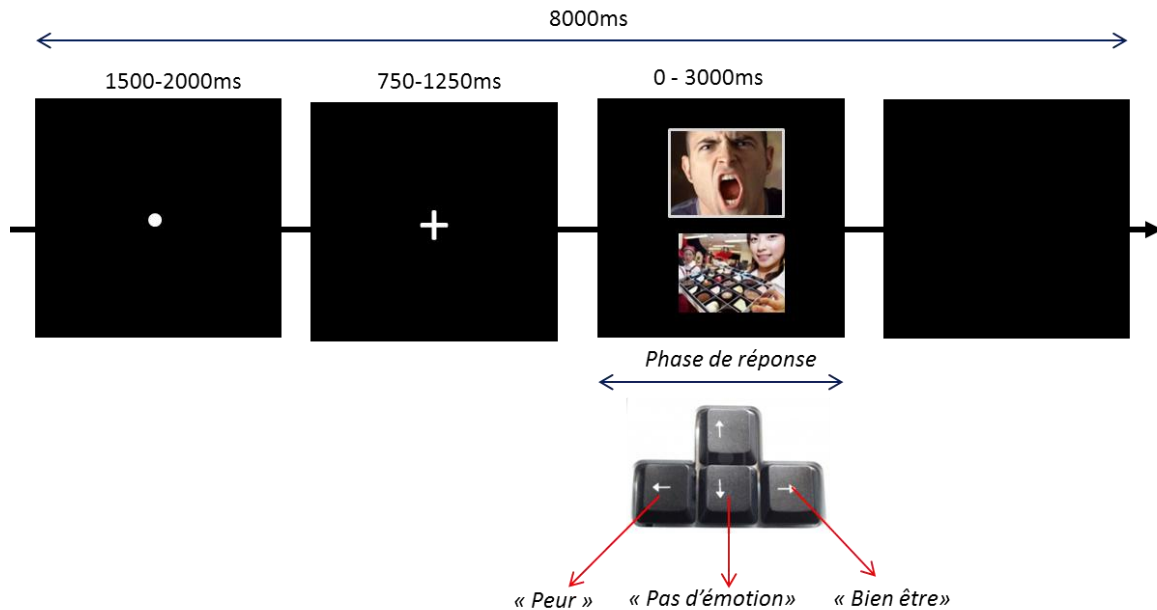 8000ms
1500-2000ms
750-1250ms
0 - 3000ms
Phase de réponse
↑
← ↓ →
« Peur »
« Pas d’émotion»
« Bien être»